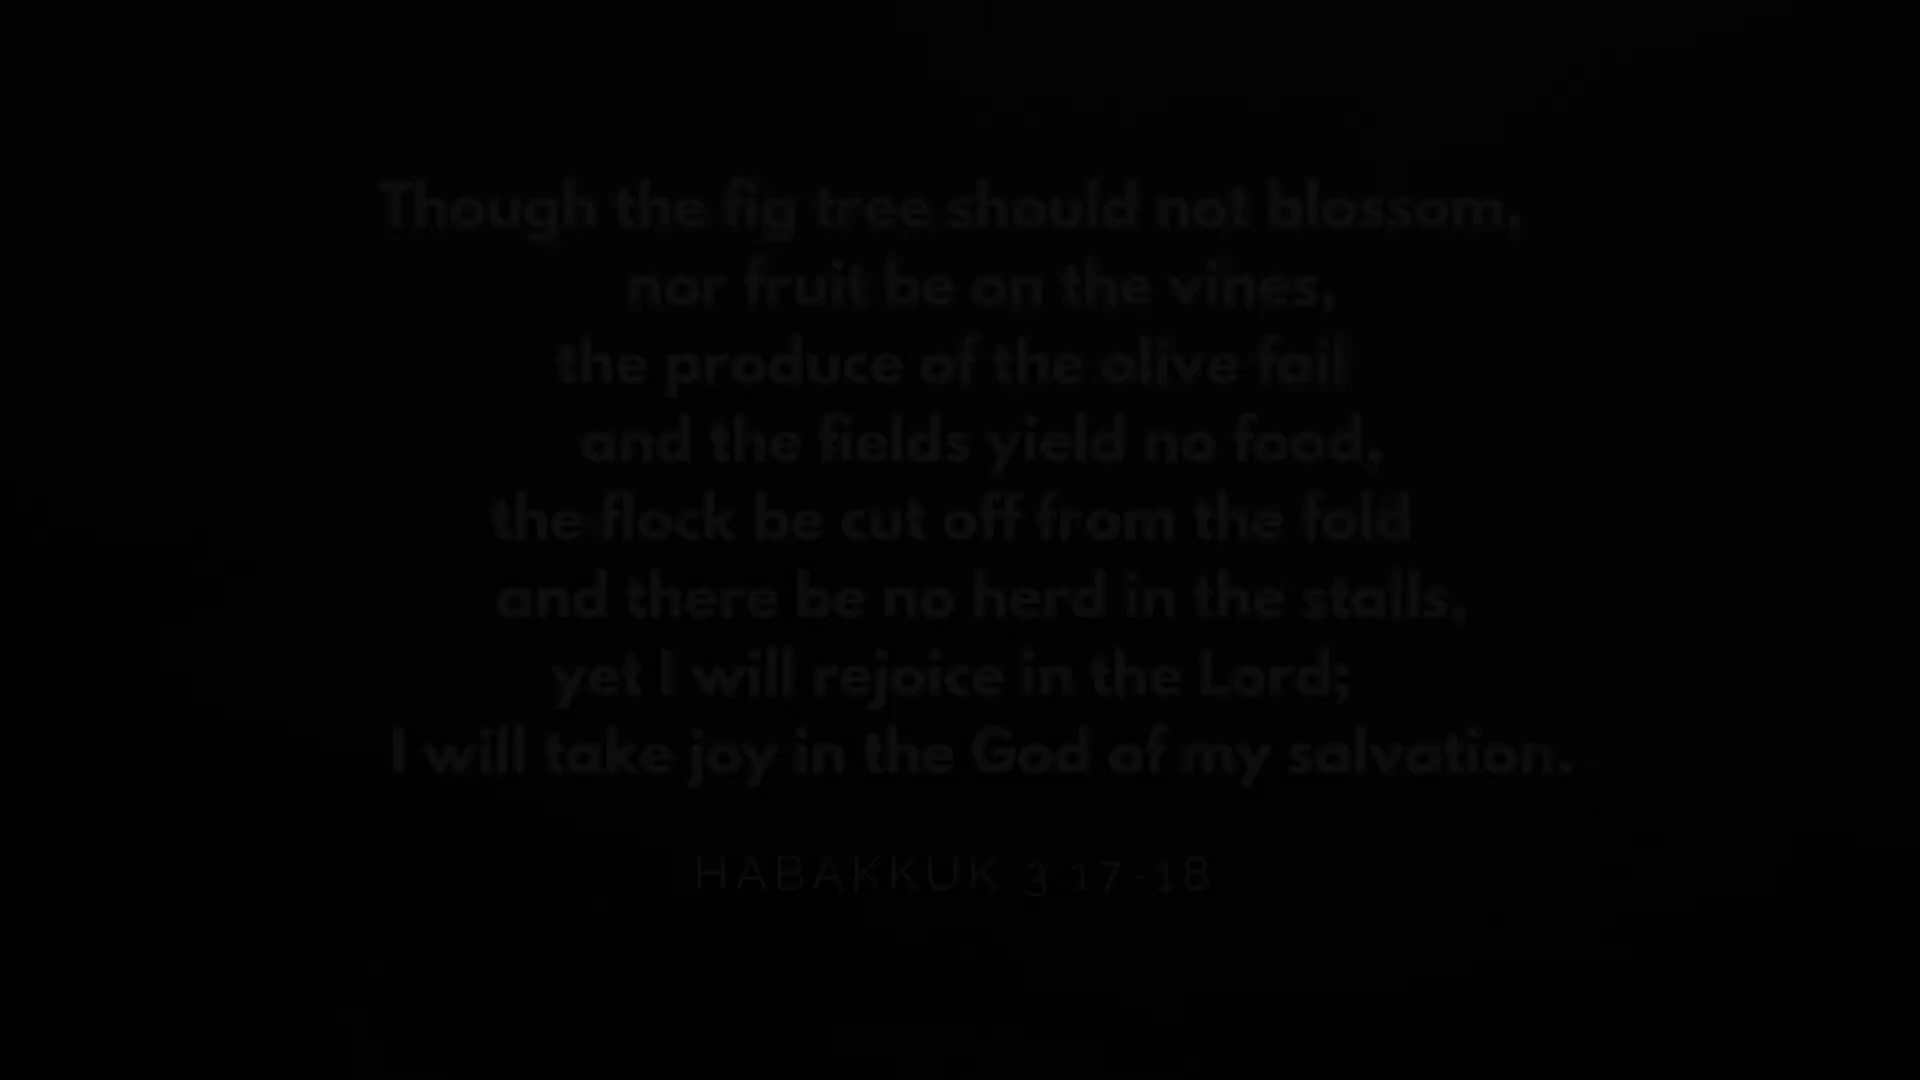 Though the fig tree should not blossom,
nor fruit be on the vines,
the produce of the olive fail
and the fields yield no food,
the flock be cut off from the fold
and there be no herd in the stalls,
yet I will rejoice in the Lord;
I will take joy in the God of my salvation.
HABAKKUK 3:17-18